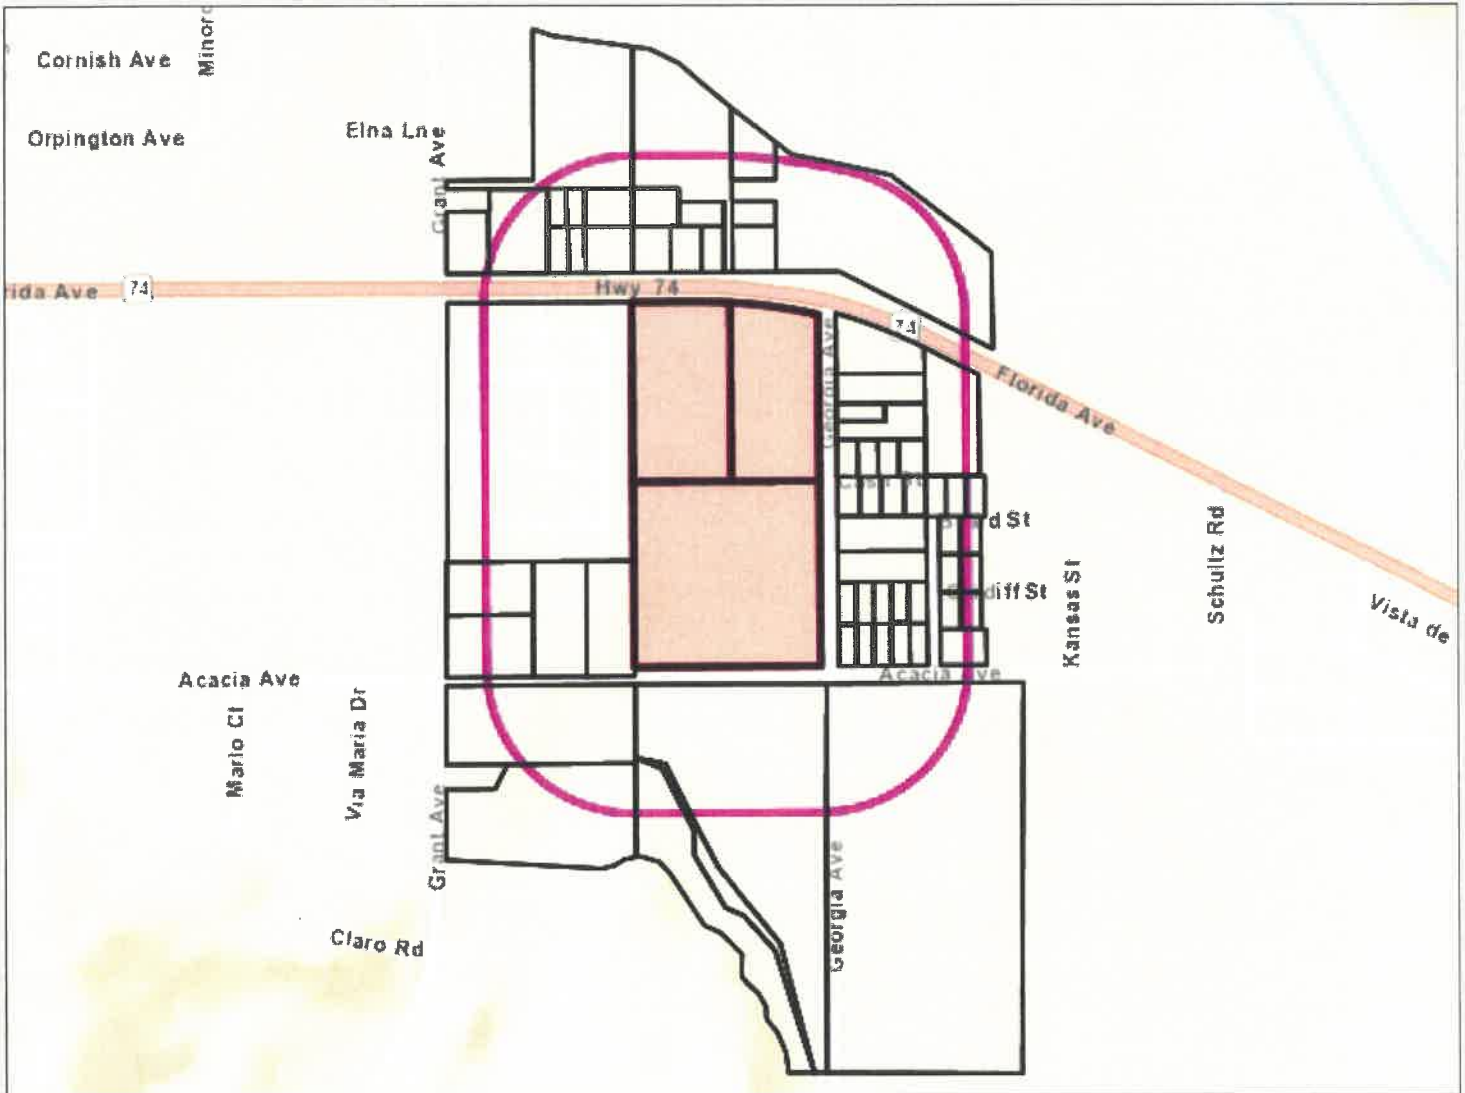 Cornish Ave
Minorc
Orpington Ave
Elna Lne
Grant Ave
rida Ave
74
Hwy 74
74
Georgia Ave
Florida Ave
d St
diff St
Kansas St
Schultz Rd
Vista de
Acacia Ave
Acacia Ave
Mario Ct
Via Maria Dr
Grant Ave
Georgia Ave
Claro Rd